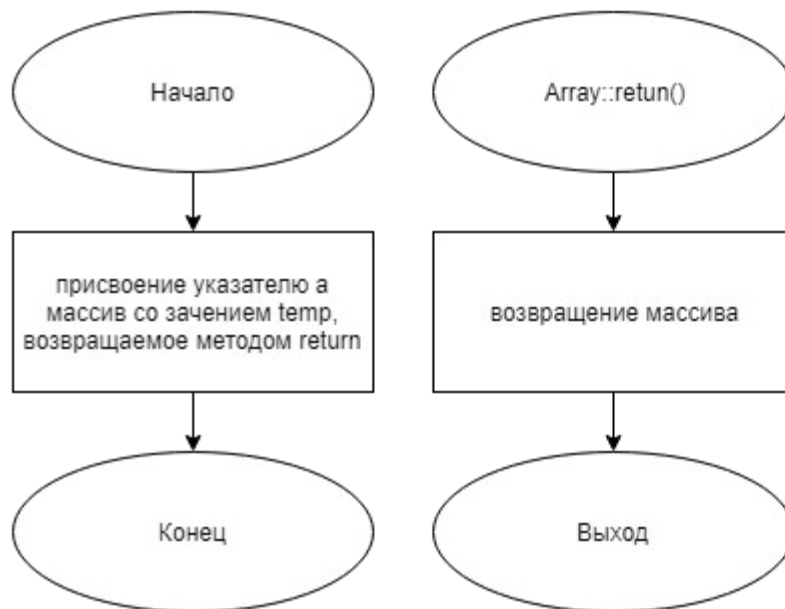 Начало
присвоение указателю а
массив со зачением temp,
возвращаемое методом return
Конец
Array::retun()
возвращение массива
Выход